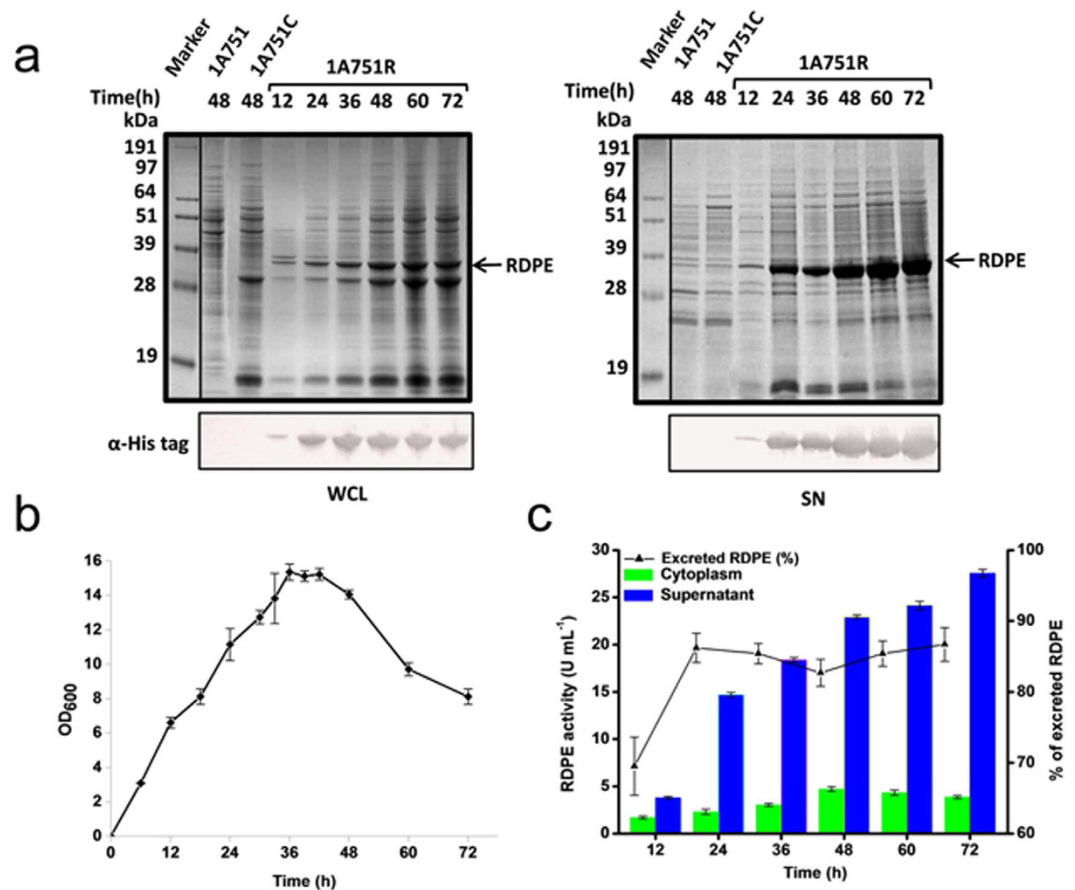 a
Marker 1A751 1A751C 1A751R
Time(h) 48 48 12 24 36 48 60 72
kDa
191
97
64
51
39
28
19
RDPE
α-His tag
WCL
Marker 1A751 1A751C 1A751R
Time(h) 48 48 12 24 36 48 60 72
kDa
191
97
64
51
39
28
19
RDPE
SN
b
OD600
16
14
12
10
8
6
4
2
0
0 12 24 36 48 60 72
Time (h)
c
Excreted RDPE (%)
Cytoplasm
Supernatant
RDPE activity (U mL-1)
30
25
20
15
10
5
0
% of excreted RDPE
100
90
80
70
60
12 24 36 48 60 72
Time (h)